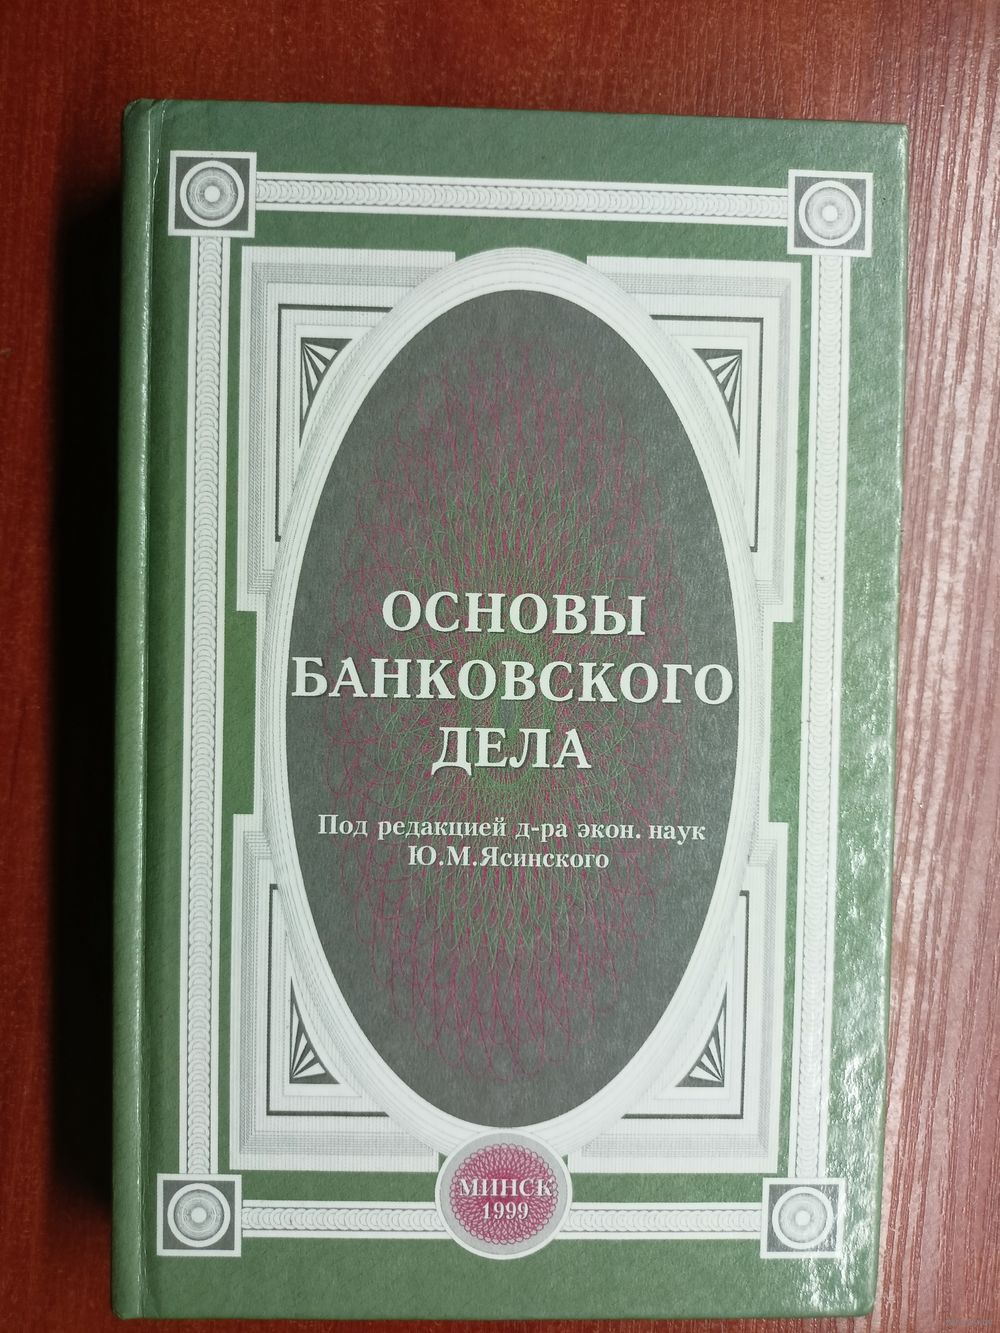 ОСНОВЫ
БАНКОВСКОГО
ДЕЛА
Под редакцией д-ра экон. наук
Ю.М.Ясинского
МИНСК
1999